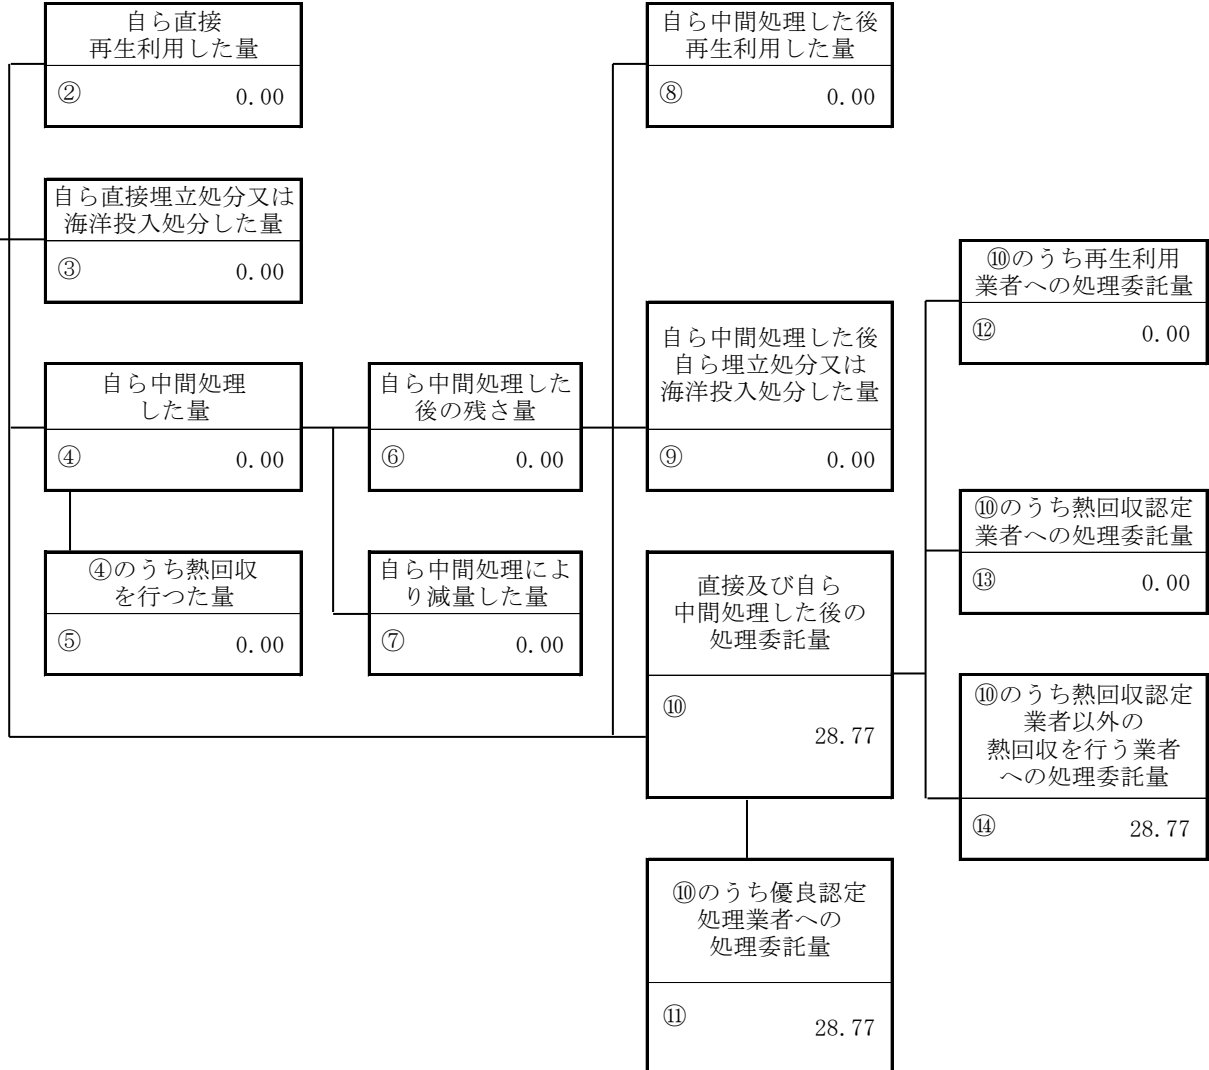 自ら直接
再生利用した量
② 0.00
自ら中間処理した後
再生利用した量
⑧ 0.00
自ら直接埋立処分又は
海洋投入処分した量
③ 0.00
⑩のうち再生利用
業者への処理委託量
⑫ 0.00
自ら中間処理した後
自ら埋立処分又は
海洋投入処分した量
⑨ 0.00
自ら中間処理
した量
④ 0.00
自ら中間処理した
後の残さ量
⑥ 0.00
⑩のうち熱回収認定
業者への処理委託量
⑬ 0.00
④のうち熱回収
を行つた量
⑤ 0.00
自ら中間処理によ
り減量した量
⑦ 0.00
直接及び自ら
中間処理した後の
処理委託量
⑩
28.77
⑩のうち熱回収認定
業者以外の
熱回収を行う業者
への処理委託量
⑭ 28.77
⑩のうち優良認定
処理業者への
処理委託量
⑪ 28.77